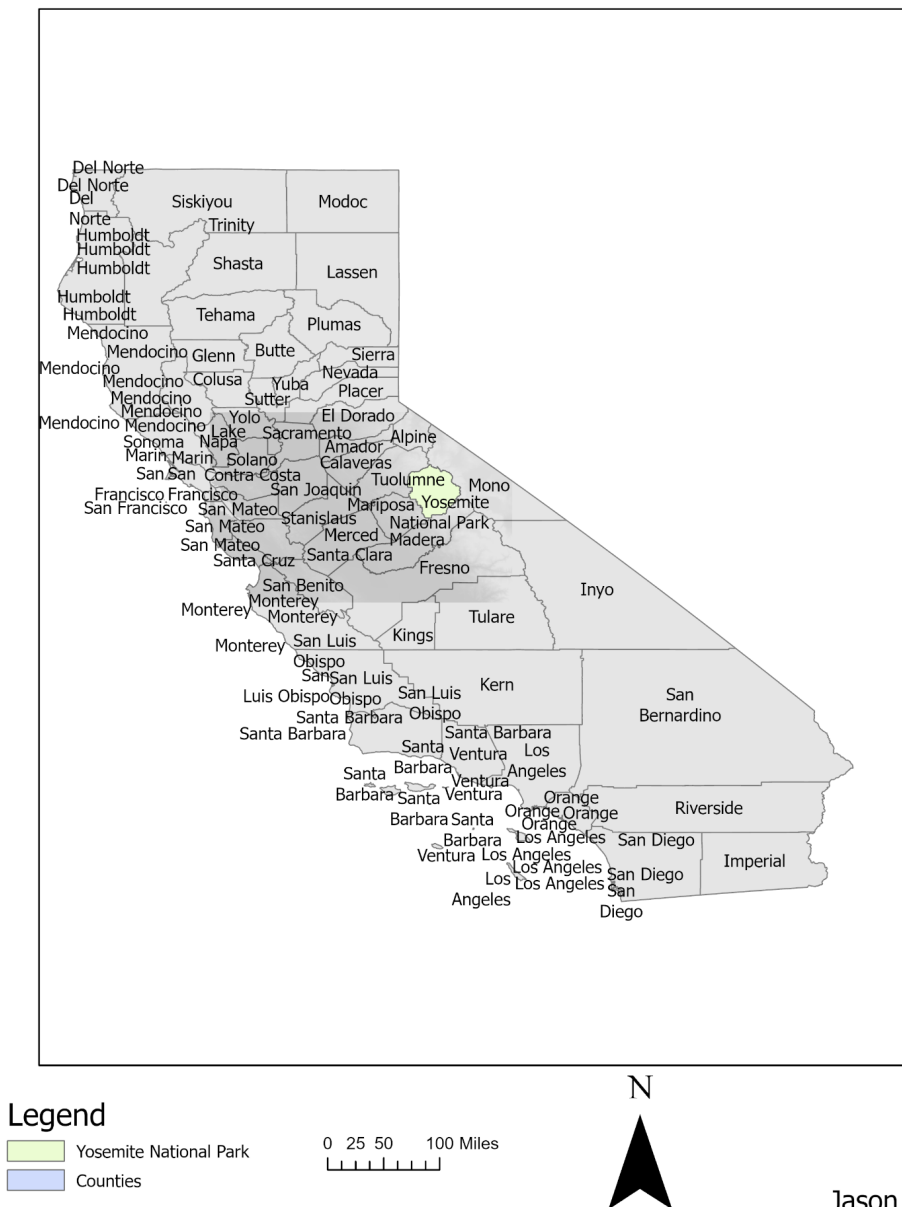 Del Norte
Del Norte
Del
Norte
Siskiyou
Modoc
Trinity
Humboldt
Humboldt
Humboldt
Shasta
Lassen
Humboldt
Humboldt
Tehama
Plumas
Mendocino
Mendocino
Glenn
Butte
Sierra
Mendocino
Mendocino
Colusa
Yuba
Nevada
Mendocino
Sutter
Placer
Mendocino
Yolo
El Dorado
Mendocino
Mendocino
Lake
Sacramento
Alpine
Sonoma
Napa
Amador
Marin
Marin
Solano
Calaveras
San
San
Contra Costa
Tuolumne
Mono
Francisco
Francisco
San Joaquin
Yosemite
San Francisco
San Mateo
Mariposa
San Mateo
Stanislaus
National Park
San Mateo
Merced
Madera
Santa Cruz
Santa Clara
Fresno
San Benito
Inyo
Monterey
Monterey
Monterey
Tulare
Monterey
San Luis
Kings
Obispo
San
San Luis
Kern
Luis Obispo
Obispo
San Luis
San
Bernardino
Santa Barbara
Obispo
Santa Barbara
Santa Barbara
Santa
Ventura
Los
Barbara
Angeles
Santa
Ventura
Barbara
Santa
Ventura
Orange
Riverside
Barbara
Santa
Orange
Orange
Orange
Barbara
Los Angeles
San Diego
Ventura
Los Angeles
Imperial
Los Angeles
San Diego
Los
Los Angeles
San
Angeles
Diego
N
Legend
Yosemite National Park
Counties
0 25 50 100 Miles
Jason